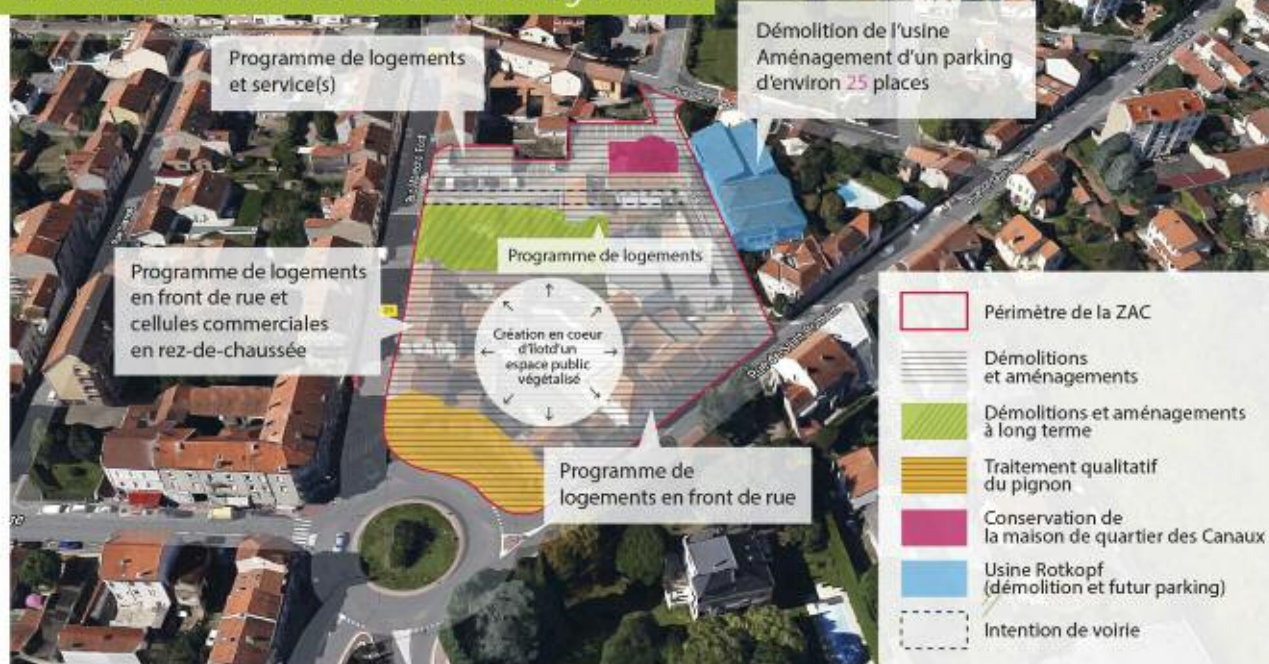 Programme de logements
et service(s)
Démolition de l'usine
Aménagement d'un parking
d'environ 25 places
Programme de logements
Programme de logements
en front de rue et
cellules commerciales
en rez-de-chaussée
Création en coeur
d'îlotd'un
espace public
végétalisé
Programme de
logements en front de rue
Périmètre de la ZAC
Démolitions
et aménagements
Démolitions et aménagements
à long terme
Traitement qualitatif
du pignon
Conservation de
la maison de quartier des Canaux
Usine Rotkopf
(démolition et futur parking)
Intention de voirie